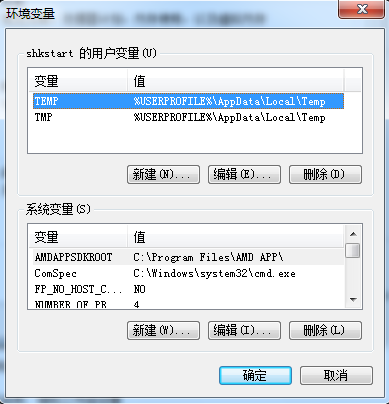 环境变量
shkstart 的用户变量(U)
变量 值
TEMP %USERPROFILE%\AppData\Local\Temp
TMP %USERPROFILE%\AppData\Local\Temp
新建(N)... 编辑(E)... 删除(D)
系统变量(S)
变量 值
AMDAPPSDKROOT C:\Program Files\AMD APP\
ComSpec C:\Windows\system32\cmd.exe
FP_NO_HOST_C... NO
NUMBER_OF_PR... 4
新建(W)... 编辑(I)... 删除(L)
确定 取消